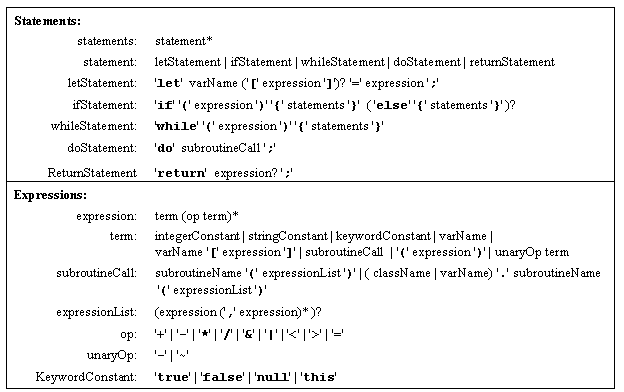 Statements:
statements: statement*
statement: letStatement | ifStatement | whileStatement | doStatement | returnStatement
letStatement: 'let' varName ('[' expression ']')? '=' expression ';'
ifStatement: 'if' '(' expression ')' '{' statements '}' ('else' '{' statements '}')?
whileStatement: 'while' '(' expression ')' '{' statements '}'
doStatement: 'do' subroutineCall ';'
ReturnStatement 'return' expression? ';'
Expressions:
expression: term (op term)*
term: integerConstant | stringConstant | keywordConstant | varName |
varName '[' expression ']' | subroutineCall | '(' expression ')' | unaryOp term
subroutineCall: subroutineName '(' expressionList ')' | ( className | varName) '.' subroutineName
'(' expressionList ')'
expressionList: (expression (',' expression)* )?
op: '+' | '-' | '*' | '/' | '&' | '|' | '<' | '>' | '='
unaryOp: '-' | '~'
KeywordConstant: 'true' | 'false' | 'null' | 'this'